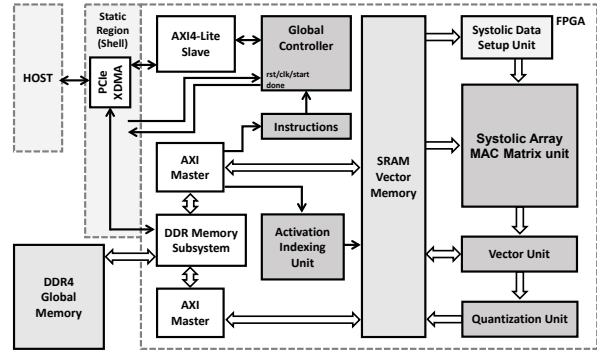 Static
Region
(Shell)
HOST
PCIe
XDMA
AXI4-Lite
Slave
Global
Controller
rst/clk/start
done
Instructions
AXI
Master
DDR Memory
Subsystem
Activation
Indexing
Unit
AXI
Master
DDR4
Global
Memory
SRAM
Vector
Memory
FPGA
Systolic Data
Setup Unit
Systolic Array
MAC Matrix unit
Vector Unit
Quantization Unit